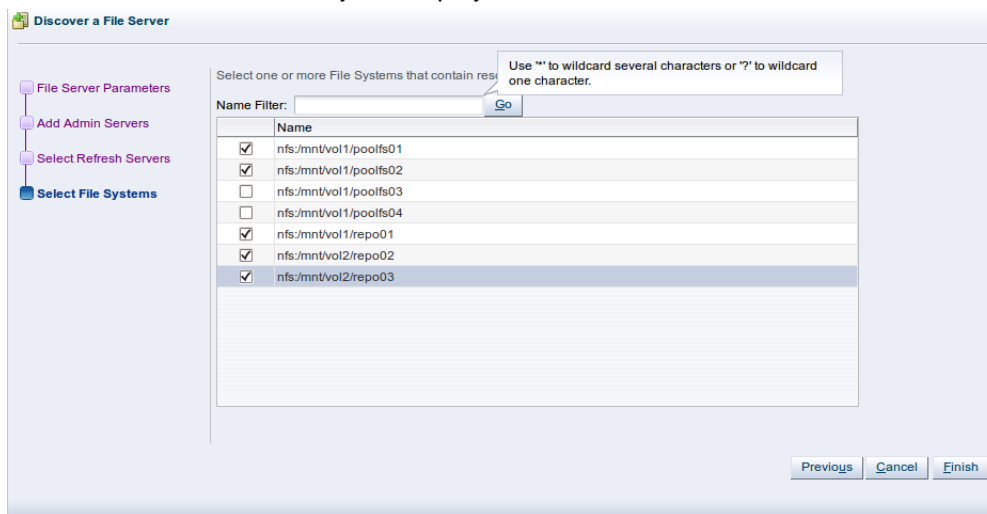 Discover a File Server
File Server Parameters
Add Admin Servers
Select Refresh Servers
Select File Systems
Select one or more File Systems that contain
Use '*' to wildcard several characters or '?' to wildcard
one character.
Name Filter:
Go
Name
nfs:/mnt/vol1/poolfs01
nfs:/mnt/vol1/poolfs02
nfs:/mnt/vol1/poolfs03
nfs:/mnt/vol1/poolfs04
nfs:/mnt/vol1/repo01
nfs:/mnt/vol2/repo02
nfs:/mnt/vol2/repo03
Previous
Cancel
Finish